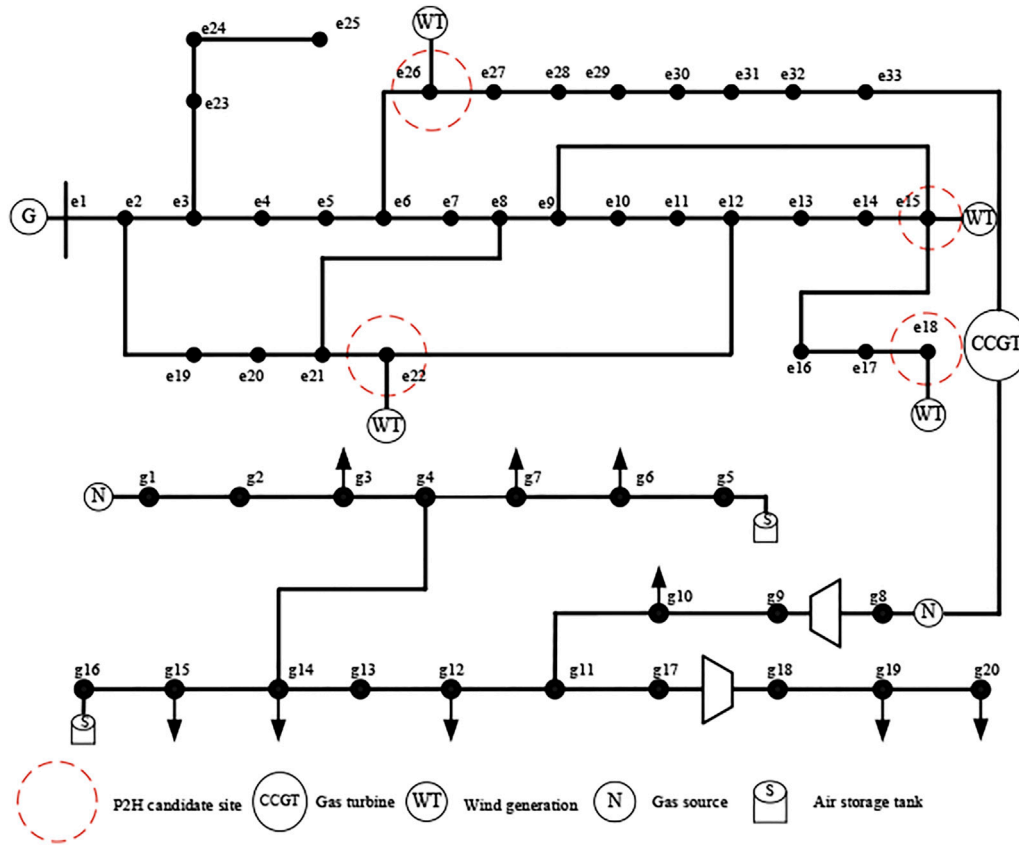 e24 e25 WT
e26 e27 e28 e29 e30 e31 e32 e33
e23
G e1 e2 e3 e4 e5 e6 e7 e8 e9 e10 e11 e12 e13 e14 e15 WT
e18
CCGT
e19 e20 e21 e22 e16 e17
WT WT
g1 g2 g3 g4 g7 g6 g5
N
S
g10 g9 g8
N
g16 g15 g14 g13 g12 g11 g17 g18 g19 g20
S
P2H candidate site CCGT Gas turbine WT Wind generation N Gas source S Air storage tank